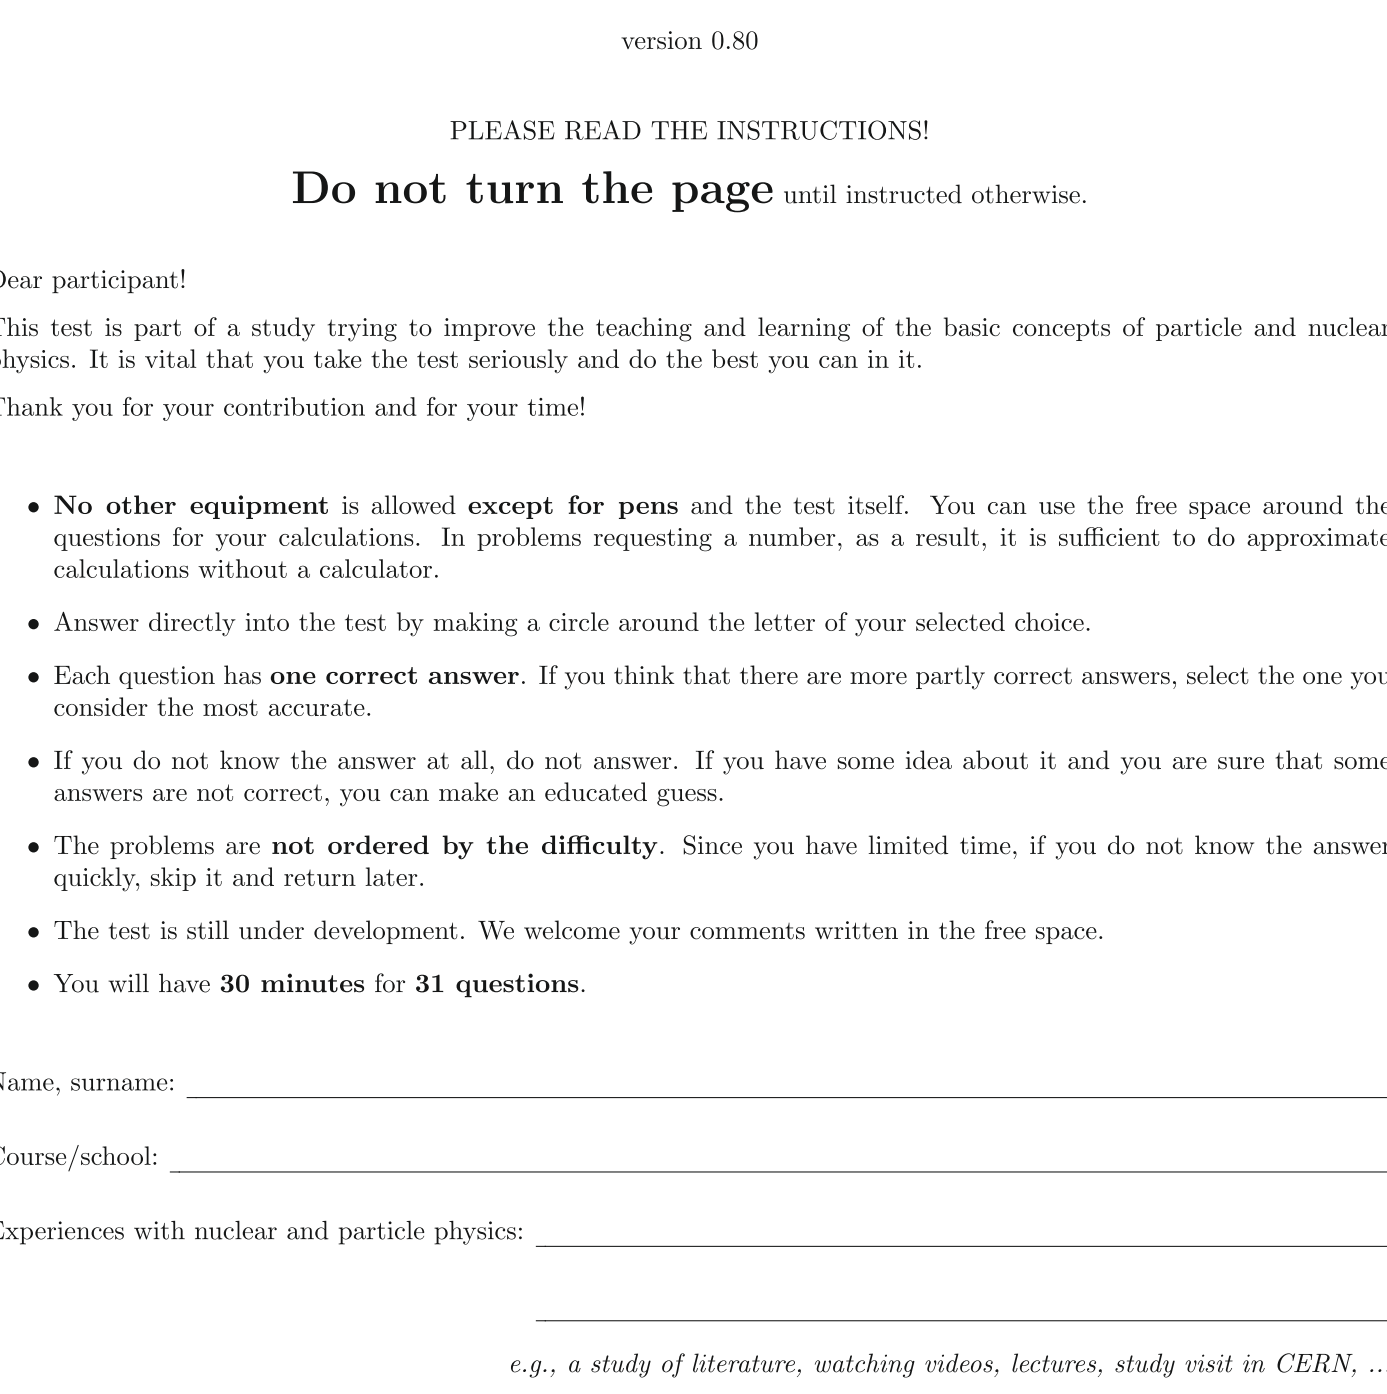 version 0.80
PLEASE READ THE INSTRUCTIONS!
Do not turn the page until instructed otherwise.
Dear participant!
This test is part of a study trying to improve the teaching and learning of the basic concepts of particle and nuclear
physics. It is vital that you take the test seriously and do the best you can in it.
Thank you for your contribution and for your time!
• No other equipment is allowed except for pens and the test itself. You can use the free space around the
questions for your calculations. In problems requesting a number, as a result, it is sufficient to do approximate
calculations without a calculator.
• Answer directly into the test by making a circle around the letter of your selected choice.
• Each question has one correct answer. If you think that there are more partly correct answers, select the one you
consider the most accurate.
• If you do not know the answer at all, do not answer. If you have some idea about it and you are sure that some
answers are not correct, you can make an educated guess.
• The problems are not ordered by the difficulty. Since you have limited time, if you do not know the answer
quickly, skip it and return later.
• The test is still under development. We welcome your comments written in the free space.
• You will have 30 minutes for 31 questions.
Name, surname:
Course/school:
Experiences with nuclear and particle physics:
e.g., a study of literature, watching videos, lectures, study visit in CERN, ...